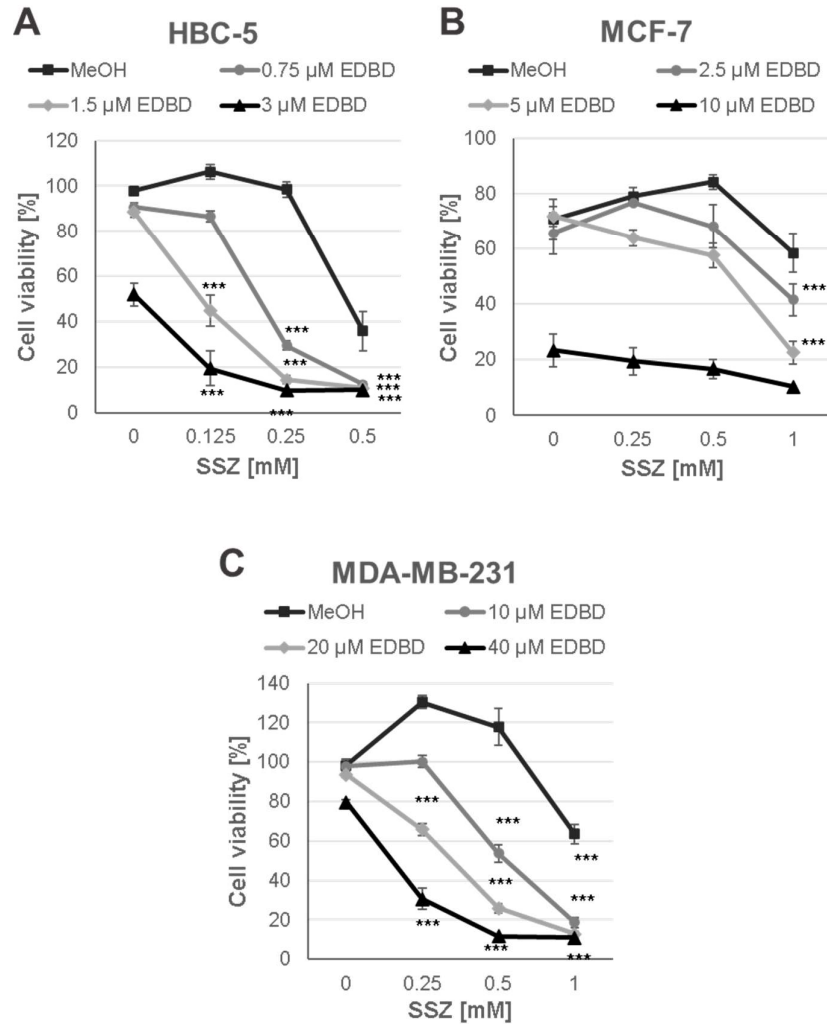 A
HBC-5
MeOH 0.75 µM EDBD
1.5 µM EDBD 3 µM EDBD
120
100
80
60
40
20
0
Cell viability [%]
***
***
***
***
***
***
***
***
0 0.125 0.25 0.5
SSZ [mM]
B
MCF-7
MeOH 2.5 µM EDBD
5 µM EDBD 10 µM EDBD
100
80
60
40
20
0
Cell viability [%]
***
***
0 0.25 0.5 1
SSZ [mM]
C
MDA-MB-231
MeOH 10 µM EDBD
20 µM EDBD 40 µM EDBD
140
120
100
80
60
40
20
0
Cell viability [%]
***
***
***
***
***
***
***
***
0 0.25 0.5 1
SSZ [mM]